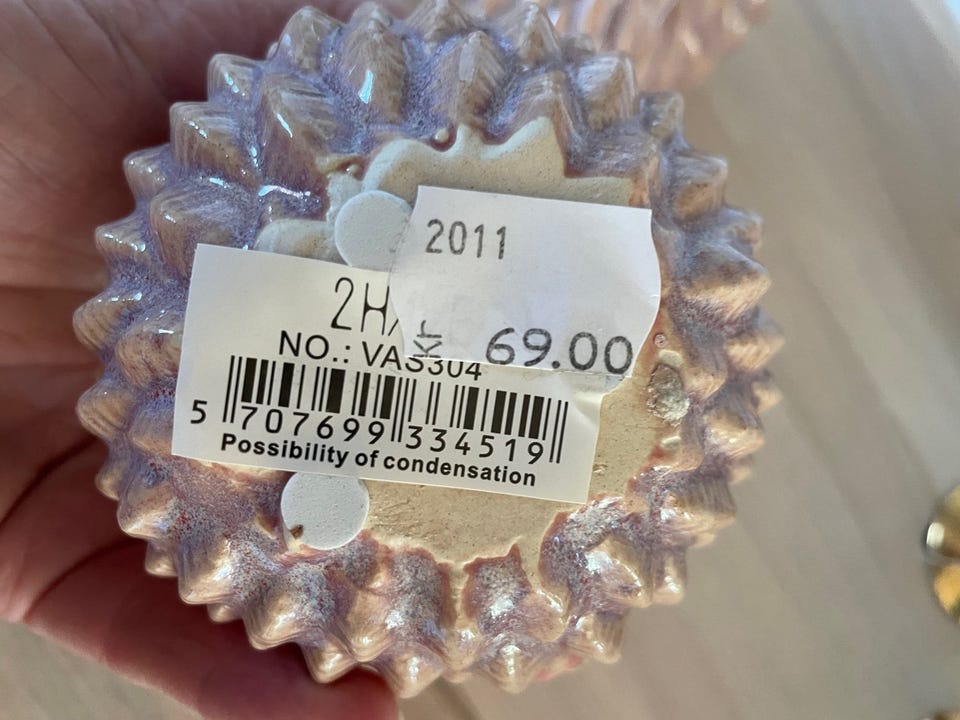 2011
kr 69.00
2H
NO.: VAS304
5 707699 334519
Possibility of condensation